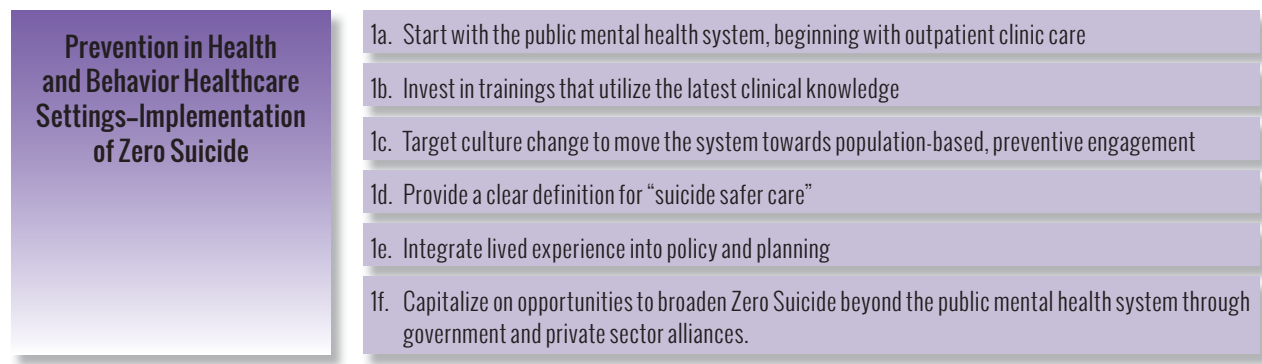 Prevention in Health
and Behavior Healthcare
Settings–Implementation
of Zero Suicide
1a. Start with the public mental health system, beginning with outpatient clinic care
1b. Invest in trainings that utilize the latest clinical knowledge
1c. Target culture change to move the system towards population-based, preventive engagement
1d. Provide a clear definition for “suicide safer care”
1e. Integrate lived experience into policy and planning
1f. Capitalize on opportunities to broaden Zero Suicide beyond the public mental health system through
government and private sector alliances.